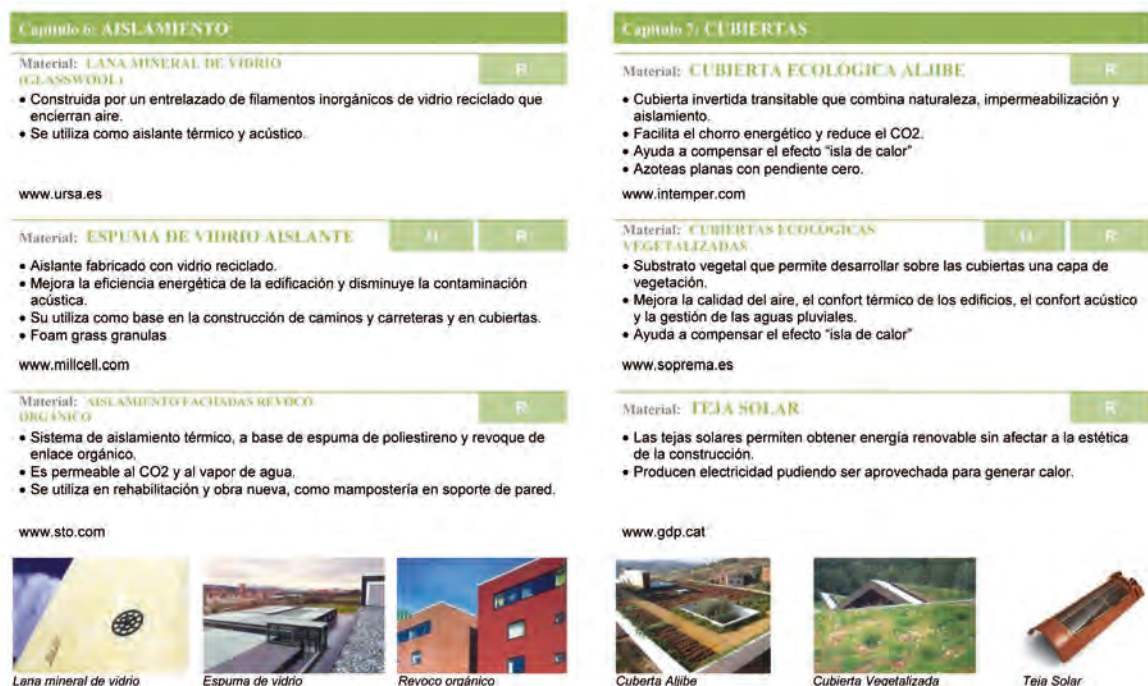 Capítulo 6: AISLAMIENTO
Material: LANA MINERAL DE VIDRIO
(GLASSWOOL)
R
• Construida por un entrelazado de filamentos inorgánicos de vidrio reciclado que
encierran aire.
• Se utiliza como aislante térmico y acústico.
www.ursa.es
Material: ESPUMA DE VIDRIO AISLANTE
R
• Aislante fabricado con vidrio reciclado.
• Mejora la eficiencia energética de la edificación y disminuye la contaminación
acústica.
• Su utiliza como base en la construcción de caminos y carreteras y en cubiertas.
• Foam grass granulas
www.millcell.com
Material: AISLAMIENTO FACHADAS REVOCO
ORGÁNICO
R
• Sistema de aislamiento térmico, a base de espuma de poliestireno y revoque de
enlace orgánico.
• Es permeable al CO2 y al vapor de agua.
• Se utiliza en rehabilitación y obra nueva, como mampostería en soporte de pared.
www.sto.com
Lana mineral de vidrio
Espuma de vidrio
Revoco orgánico
Capítulo 7: CUBIERTAS
Material: CUBIERTA ECOLÓGICA ALJIBE
R
• Cubierta invertida transitable que combina naturaleza, impermeabilización y
aislamiento.
• Facilita el chorro energético y reduce el CO2.
• Ayuda a compensar el efecto "isla de calor"
• Azoteas planas con pendiente cero.
www.intemper.com
Material: CUBIERTAS ECOLÓGICAS
VEGETALIZADAS
R
• Substrato vegetal que permite desarrollar sobre las cubiertas una capa de
vegetación.
• Mejora la calidad del aire, el confort térmico de los edificios, el confort acústico
y la gestión de las aguas pluviales.
• Ayuda a compensar el efecto "isla de calor"
www.soprema.es
Material: TEJA SOLAR
R
• Las tejas solares permiten obtener energía renovable sin afectar a la estética
de la construcción.
• Producen electricidad pudiendo ser aprovechada para generar calor.
www.gdp.cat
Cuberta Aljibe
Cubierta Vegetalizada
Teja Solar